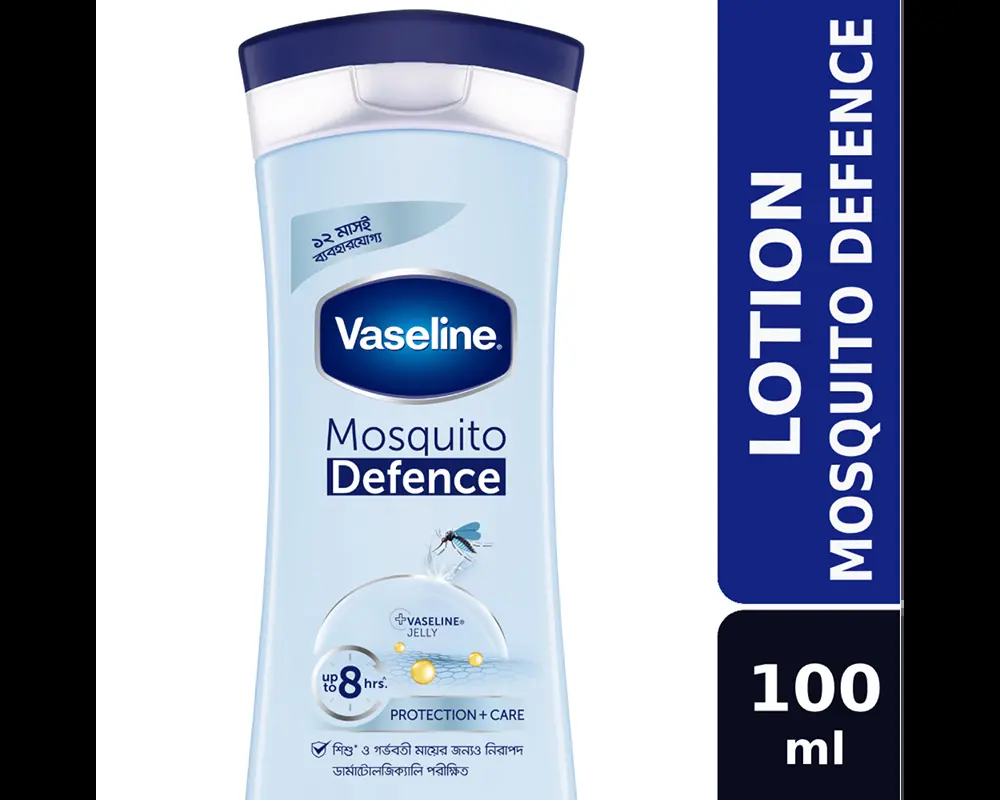 ১২ মাসই
ব্যবহারযোগ্য
Vaseline®
Mosquito
Defence
VASELINE®
JELLY
up to 8 hrs.^
PROTECTION + CARE
শিশু* ও গর্ভবতী মায়ের জন্যও নিরাপদ
ডার্মাটোলজিক্যালি পরীক্ষিত
LOTION
MOSQUITO DEFENCE
100
ml